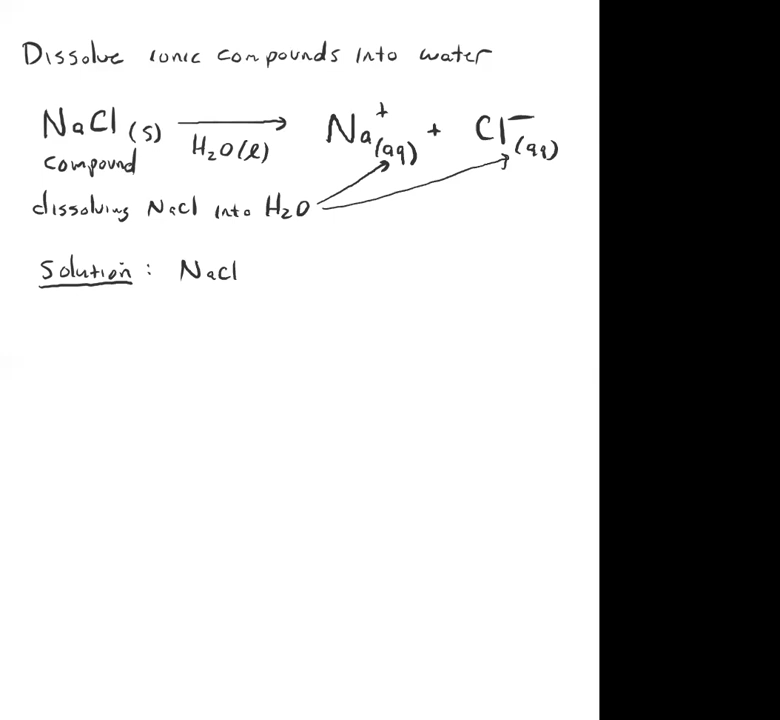 Dissolve ionic compounds into water
NaCl(s) → Na⁺(aq) + Cl⁻(aq)
H₂O(l)
compound
dissolving NaCl into H₂O
Solution: NaCl